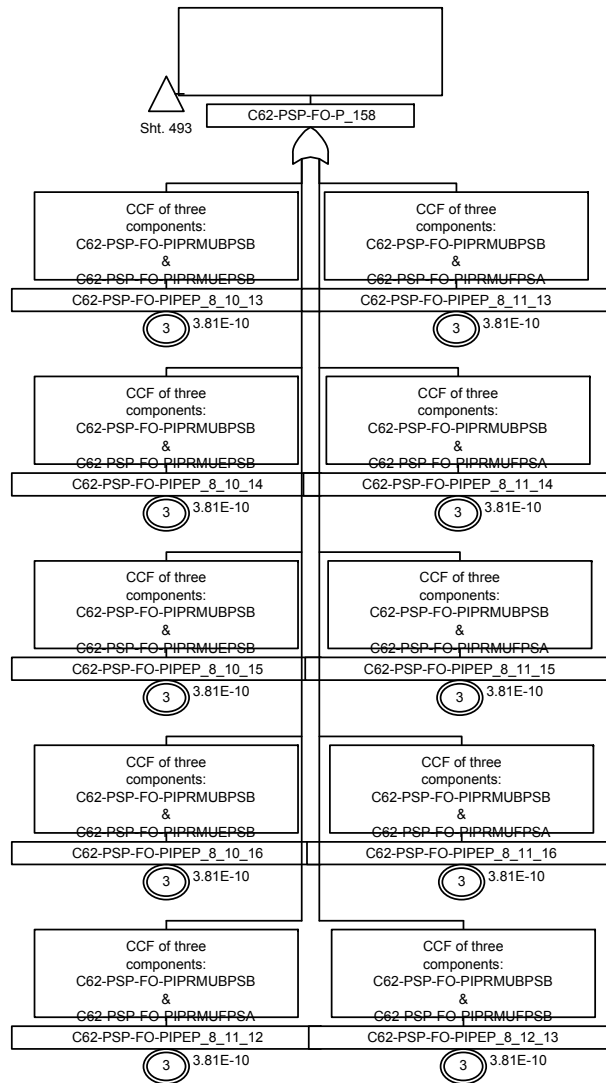 C62-PSP-FO-P_158
Sht. 493
CCF of three
components:
C62-PSP-FO-PIPRMUBPSB
&
C62-PSP-FO-PIPRMUEPSB
C62-PSP-FO-PIPEP_8_10_13
3
3.81E-10
CCF of three
components:
C62-PSP-FO-PIPRMUBPSB
&
C62-PSP-FO-PIPRMUFPSA
C62-PSP-FO-PIPEP_8_11_13
3
3.81E-10
CCF of three
components:
C62-PSP-FO-PIPRMUBPSB
&
C62-PSP-FO-PIPRMUEPSB
C62-PSP-FO-PIPEP_8_10_14
3
3.81E-10
CCF of three
components:
C62-PSP-FO-PIPRMUBPSB
&
C62-PSP-FO-PIPRMUFPSA
C62-PSP-FO-PIPEP_8_11_14
3
3.81E-10
CCF of three
components:
C62-PSP-FO-PIPRMUBPSB
&
C62-PSP-FO-PIPRMUEPSB
C62-PSP-FO-PIPEP_8_10_15
3
3.81E-10
CCF of three
components:
C62-PSP-FO-PIPRMUBPSB
&
C62-PSP-FO-PIPRMUFPSA
C62-PSP-FO-PIPEP_8_11_15
3
3.81E-10
CCF of three
components:
C62-PSP-FO-PIPRMUBPSB
&
C62-PSP-FO-PIPRMUEPSB
C62-PSP-FO-PIPEP_8_10_16
3
3.81E-10
CCF of three
components:
C62-PSP-FO-PIPRMUBPSB
&
C62-PSP-FO-PIPRMUFPSA
C62-PSP-FO-PIPEP_8_11_16
3
3.81E-10
CCF of three
components:
C62-PSP-FO-PIPRMUBPSB
&
C62-PSP-FO-PIPRMUFPSA
C62-PSP-FO-PIPEP_8_11_12
3
3.81E-10
CCF of three
components:
C62-PSP-FO-PIPRMUBPSB
&
C62-PSP-FO-PIPRMUFPSB
C62-PSP-FO-PIPEP_8_12_13
3
3.81E-10